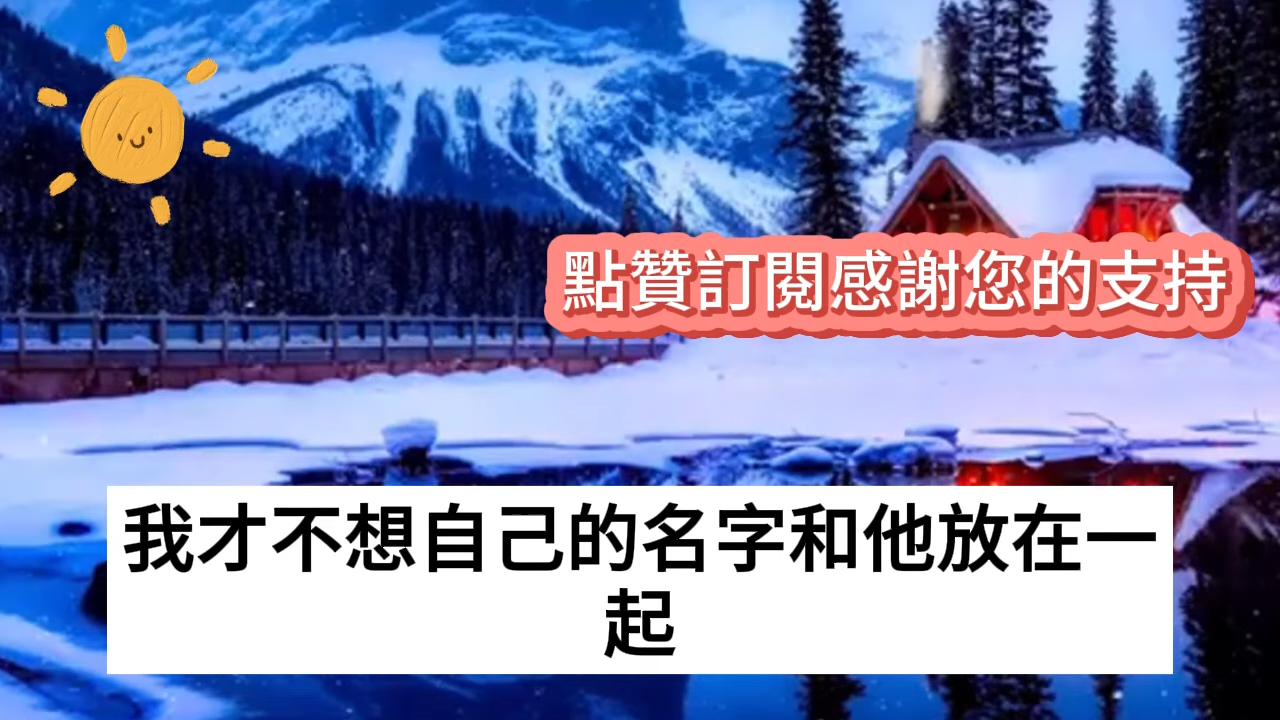 點贊訂閱感謝您的支持
我才不想自己的名字和他放在一
起